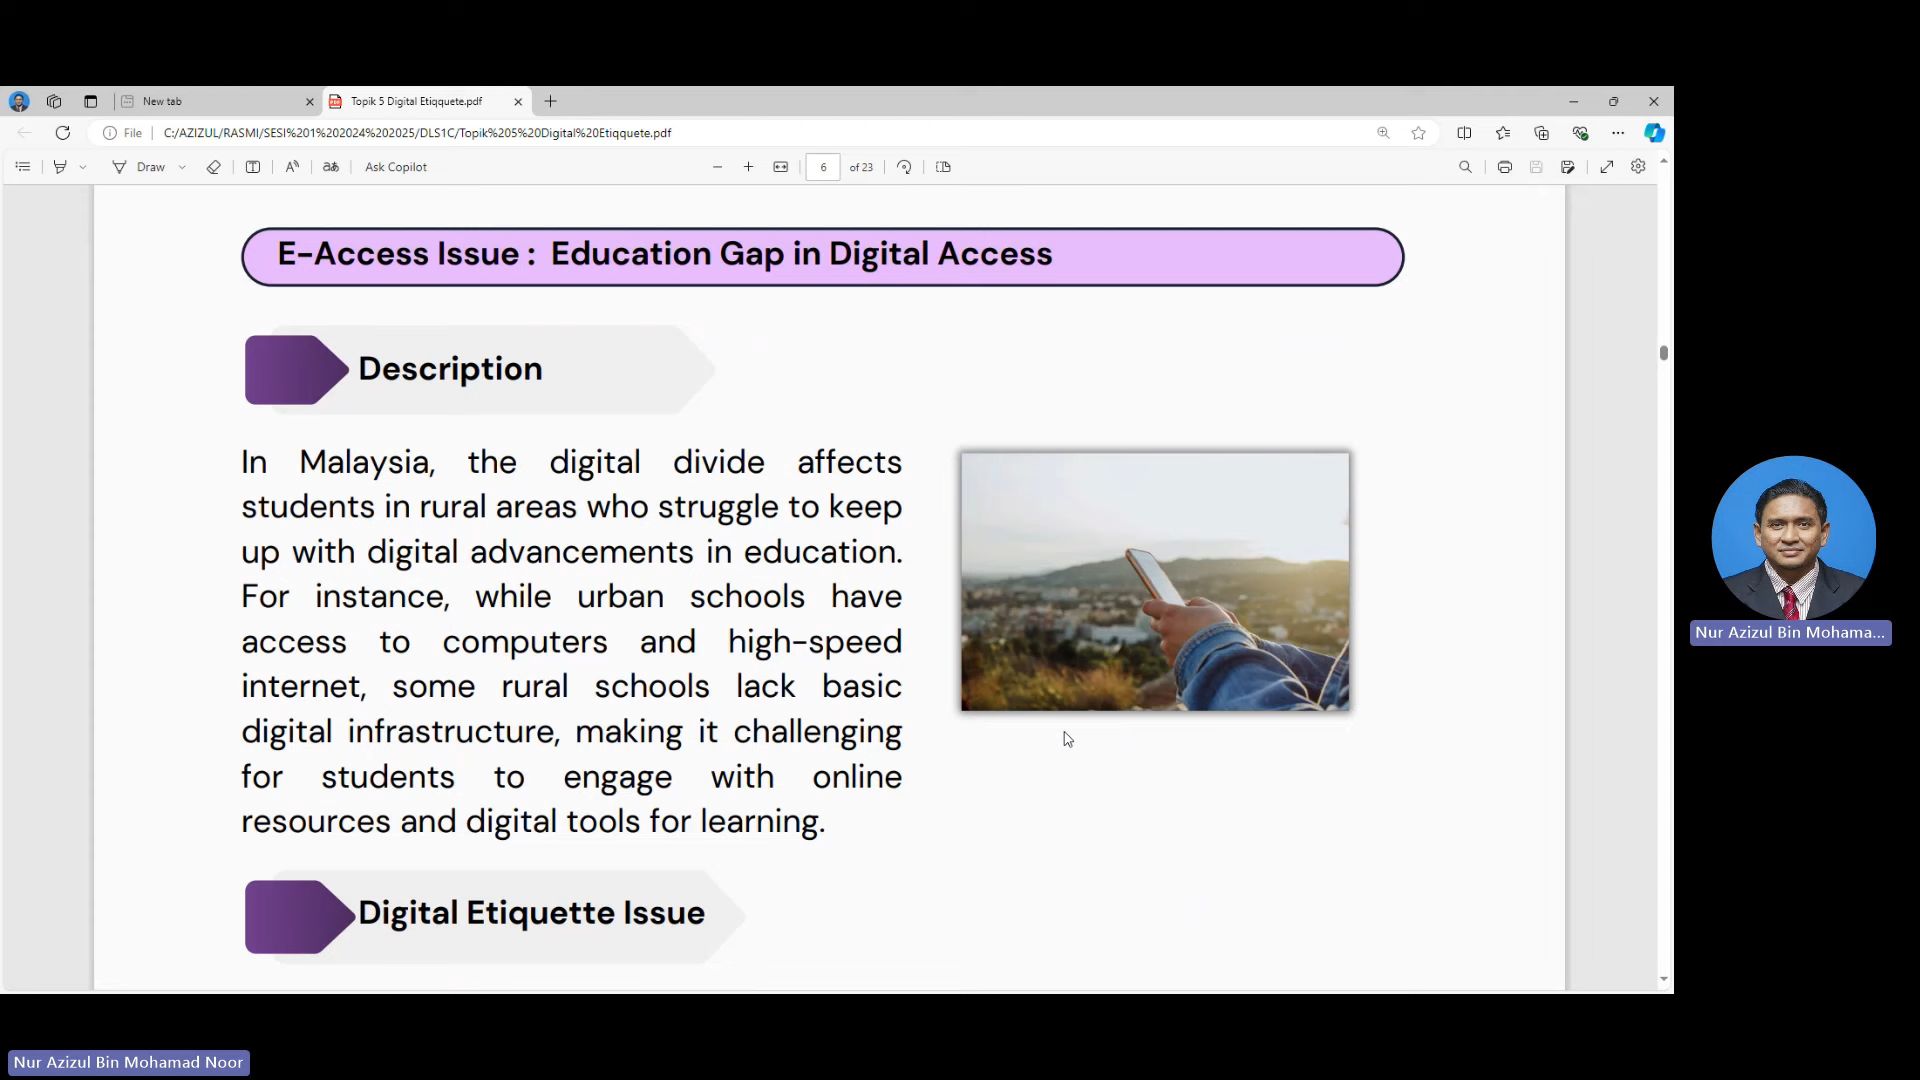 New tab
Topik 5 Digital Etiqquete.pdf
File
C:/AZIZUL/RASMI/SESI%201%202024%202025/DLS1C/Topik%205%20Digital%20Etiqquete.pdf
Draw
Ask Copilot
6
of 23
E-Access Issue : Education Gap in Digital Access
Description
In Malaysia, the digital divide affects
students in rural areas who struggle to keep
up with digital advancements in education.
For instance, while urban schools have
access to computers and high-speed
internet, some rural schools lack basic
digital infrastructure, making it challenging
for students to engage with online
resources and digital tools for learning.
Digital Etiquette Issue
Nur Azizul Bin Mohama...
Nur Azizul Bin Mohamad Noor